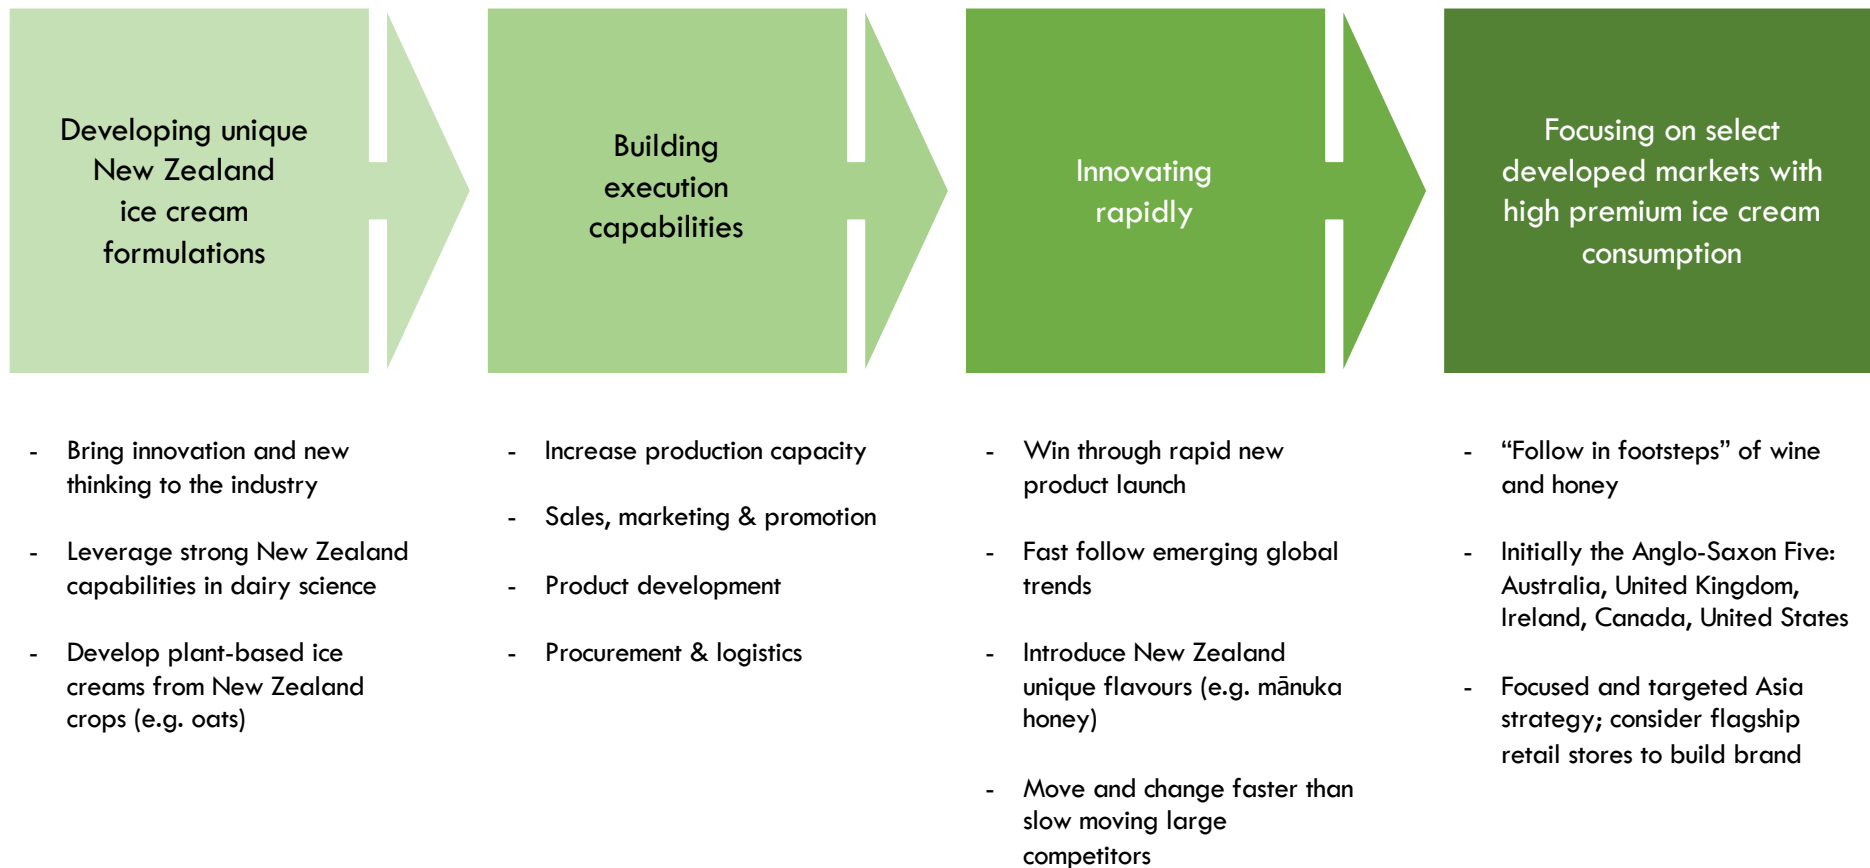 Developing unique
New Zealand
ice cream
formulations
Building
execution
capabilities
Innovating
rapidly
Focusing on select
developed markets with
high premium ice cream
consumption
- Bring innovation and new
thinking to the industry
- Leverage strong New Zealand
capabilities in dairy science
- Develop plant-based ice
creams from New Zealand
crops (e.g. oats)
- Increase production capacity
- Sales, marketing & promotion
- Product development
- Procurement & logistics
- Win through rapid new
product launch
- Fast follow emerging global
trends
- Introduce New Zealand
unique flavours (e.g. mānuka
honey)
- Move and change faster than
slow moving large
competitors
- “Follow in footsteps” of wine
and honey
- Initially the Anglo-Saxon Five:
Australia, United Kingdom,
Ireland, Canada, United States
- Focused and targeted Asia
strategy; consider flagship
retail stores to build brand